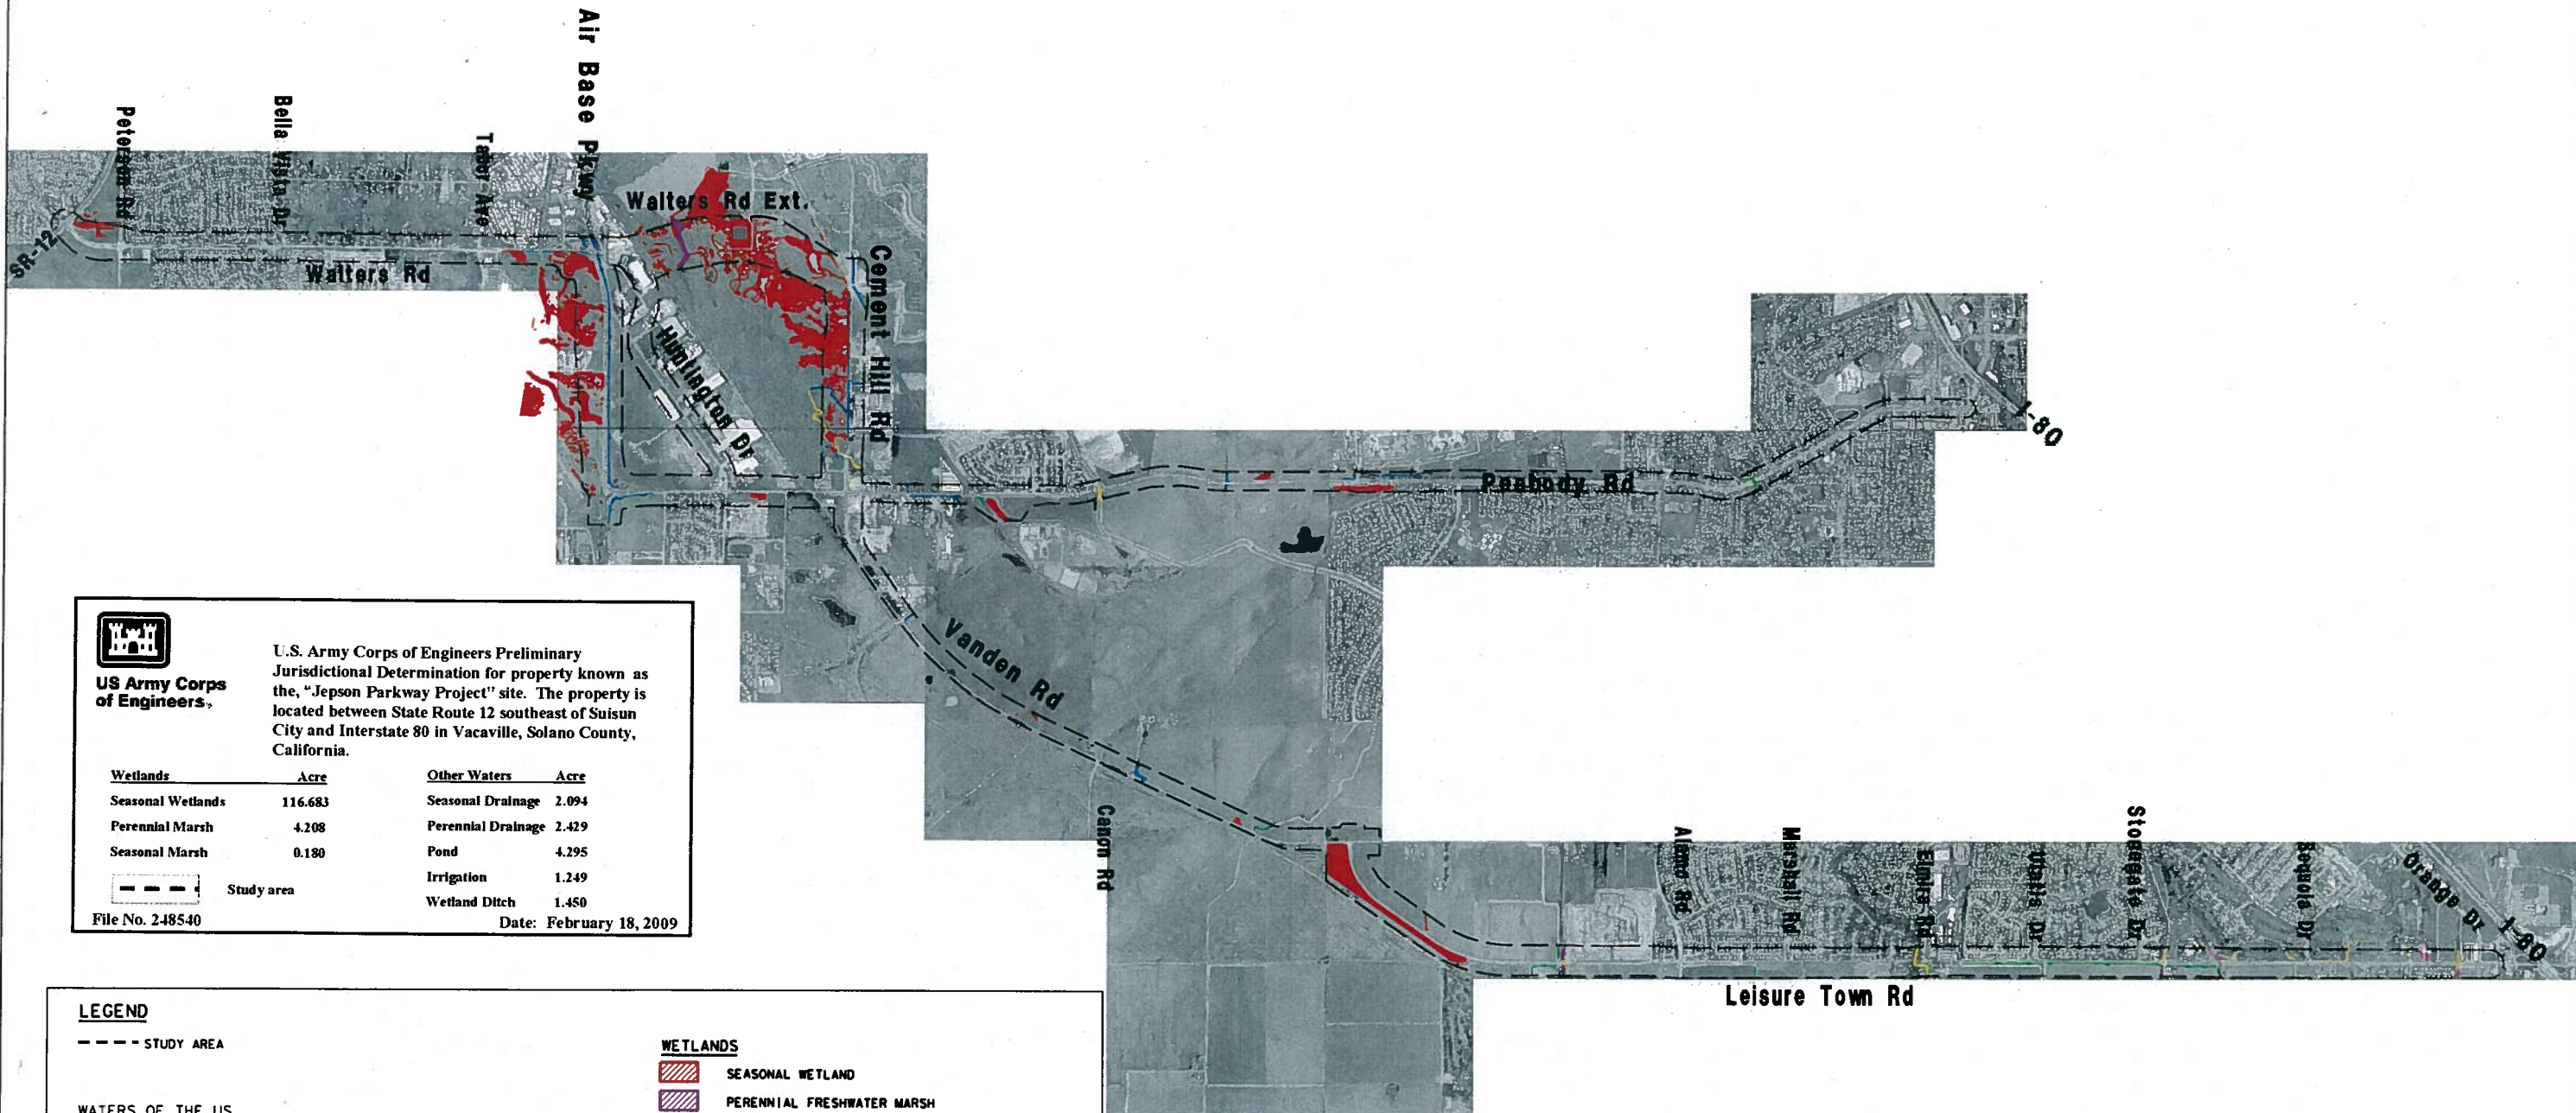 Air Base Pkwy
Peterson Rd
Bella Vista Dr
Tabor Ave
Walters Rd Ext.
SR-12
Walters Rd
Cement Hill Rd
Huntington Dr
I-80
Peabody Rd
Vanden Rd
Canon Rd
Alamo Rd
Marshall Rd
Elmira Rd
Ulatis Dr
Stonegate Dr
Sequoia Dr
Orange Dr
I-80
Leisure Town Rd
US Army Corps
of Engineers
U.S. Army Corps of Engineers Preliminary
Jurisdictional Determination for property known as
the, "Jepson Parkway Project" site. The property is
located between State Route 12 southeast of Suisun
City and Interstate 80 in Vacaville, Solano County,
California.
Wetlands Acre Other Waters Acre
Seasonal Wetlands 116.683 Seasonal Drainage 2.094
Perennial Marsh 4.208 Perennial Drainage 2.429
Seasonal Marsh 0.180 Pond 4.295
Irrigation 1.249
Study area
Wetland Ditch 1.450
File No. 248540 Date: February 18, 2009
LEGEND
STUDY AREA
WETLANDS
SEASONAL WETLAND
PERENNIAL FRESHWATER MARSH
WATERS OF THE US